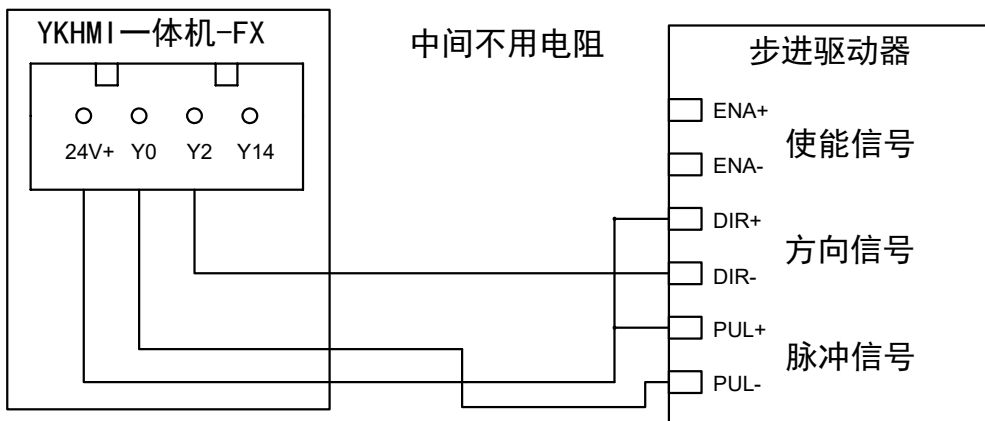 YKHMI一体机-FX
中间不用电阻
步进驱动器
24V+ Y0 Y2 Y14
ENA+
使能信号
ENA-
DIR+
方向信号
DIR-
PUL+
脉冲信号
PUL-